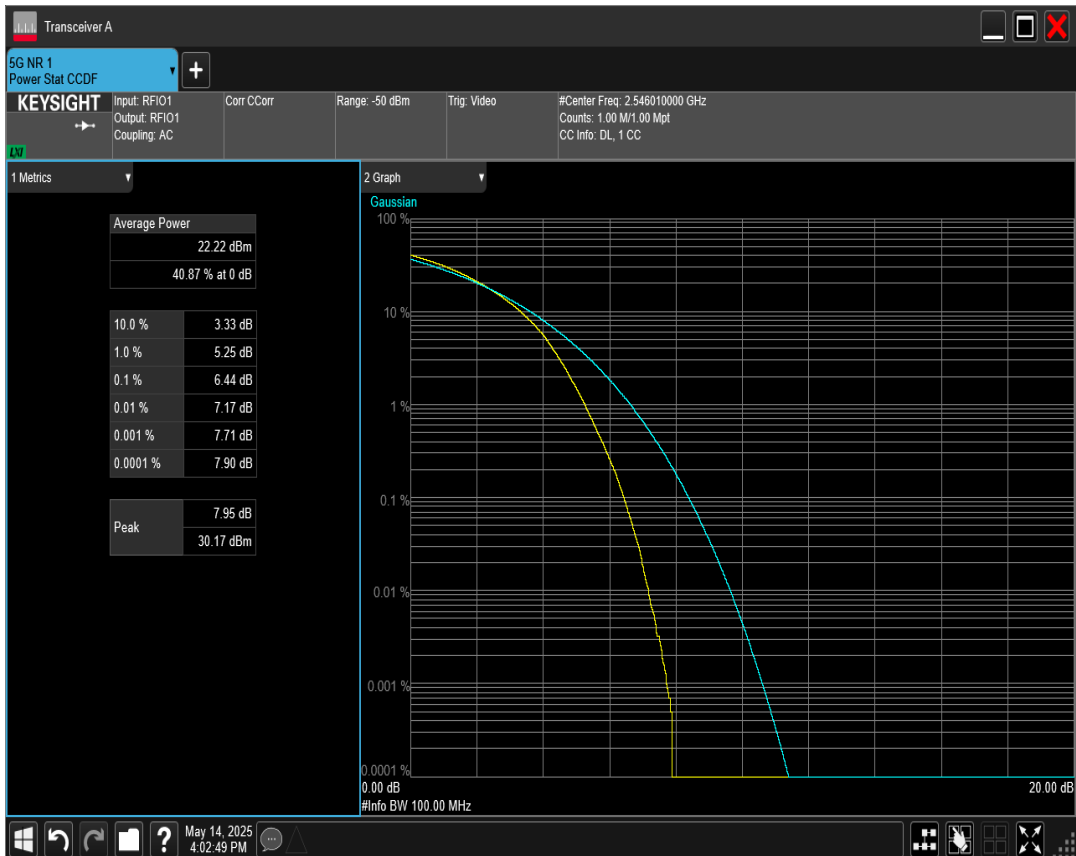 Transceiver A
5G NR 1
Power Stat CCDF
+
KEYSIGHT
LXI
Input: RFIO1
Output: RFIO1
Coupling: AC
Corr CCorr
Range: -50 dBm
Trig: Video
#Center Freq: 2.546010000 GHz
Counts: 1.00 M/1.00 Mpt
CC Info: DL, 1 CC
1 Metrics
Average Power
22.22 dBm
40.87 % at 0 dB
10.0 % 3.33 dB
1.0 % 5.25 dB
0.1 % 6.44 dB
0.01 % 7.17 dB
0.001 % 7.71 dB
0.0001 % 7.90 dB
Peak 7.95 dB
30.17 dBm
2 Graph
Gaussian
100 %
10 %
1 %
0.1 %
0.01 %
0.001 %
0.0001 %
0.00 dB 20.00 dB
#Info BW 100.00 MHz
? May 14, 2025
4:02:49 PM